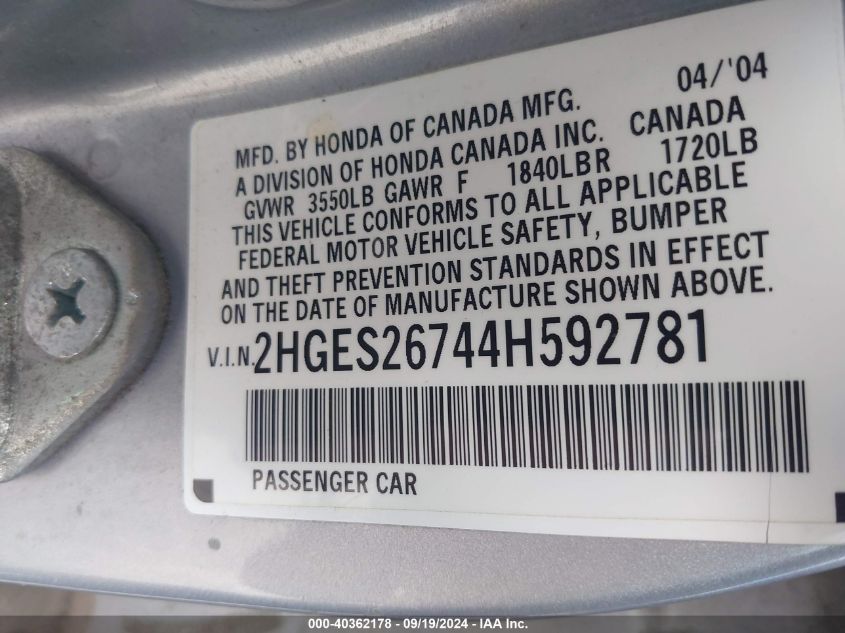 04/'04
MFD. BY HONDA OF CANADA MFG.
A DIVISION OF HONDA CANADA INC. CANADA
GVWR 3550LB GAWR F 1840LB R 1720LB
THIS VEHICLE CONFORMS TO ALL APPLICABLE
FEDERAL MOTOR VEHICLE SAFETY, BUMPER
AND THEFT PREVENTION STANDARDS IN EFFECT
ON THE DATE OF MANUFACTURE SHOWN ABOVE.
V.I.N. 2HGES26744H592781
PASSENGER CAR
000-40362178 - 09/19/2024 - IAA Inc.